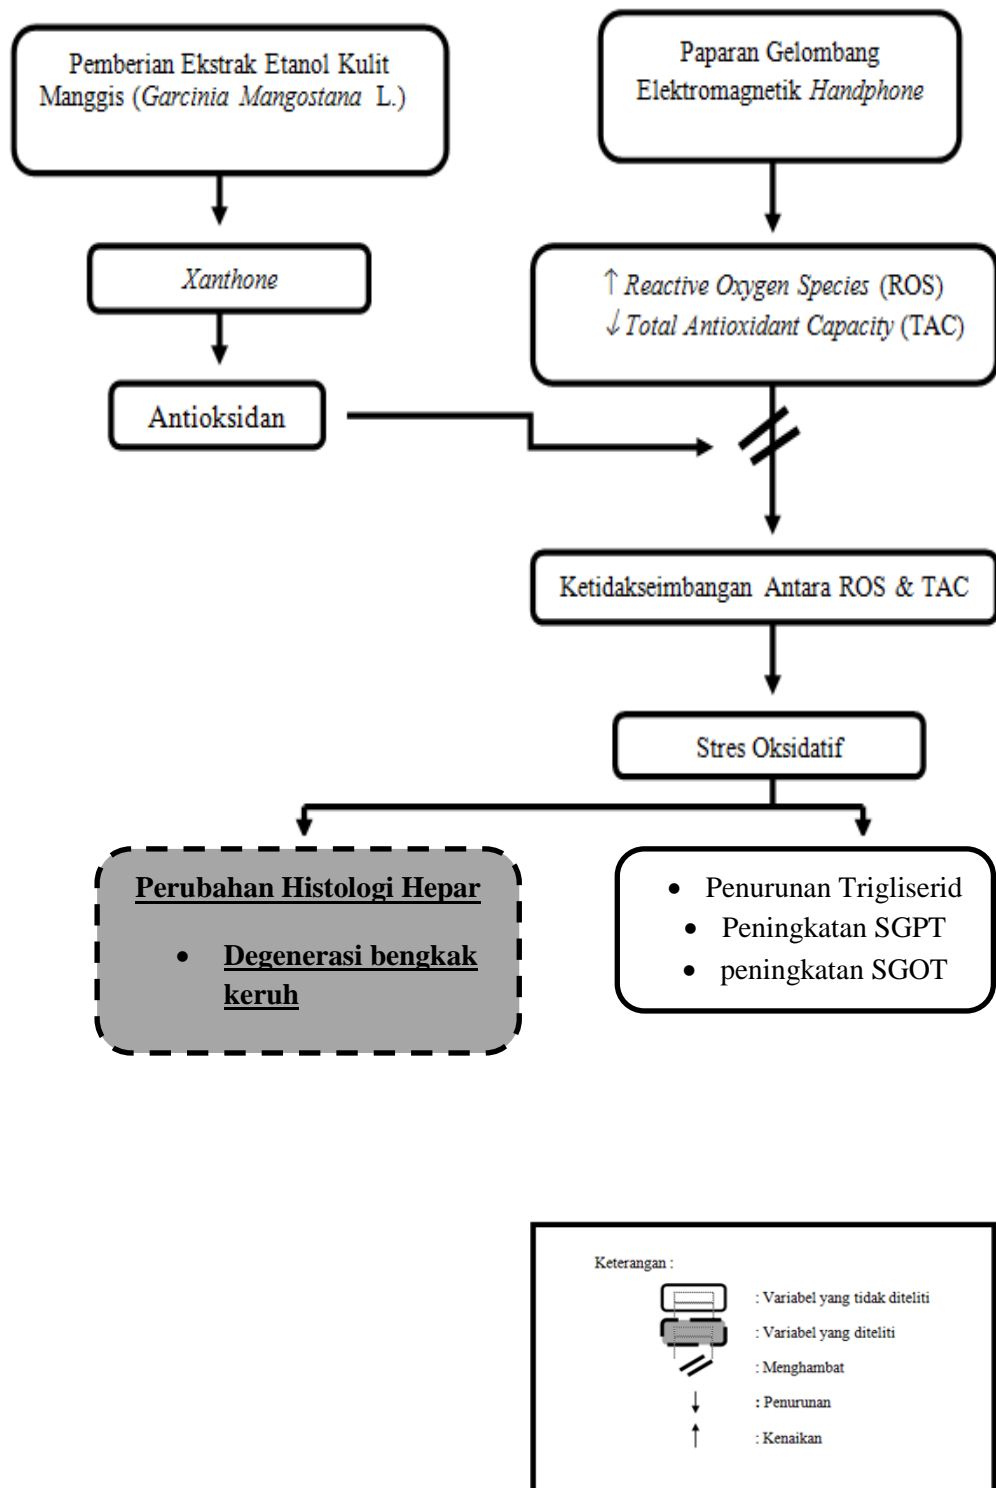 Pemberian Ekstrak Etanol Kulit
Manggis (Garcinia Mangostana L.)
Paparan Gelombang
Elektromagnetik Handphone
Xanthone
↑ Reactive Oxygen Species (ROS)
↓ Total Antioxidant Capacity (TAC)
Antioksidan
Ketidakseimbangan Antara ROS & TAC
Stres Oksidatif
Perubahan Histologi Hepar
• Degenerasi bengkak
keruh
• Penurunan Trigliserid
• Peningkatan SGPT
• peningkatan SGOT
Keterangan :
: Variabel yang tidak diteliti
: Variabel yang diteliti
: Menghambat
: Penurunan
: Kenaikan